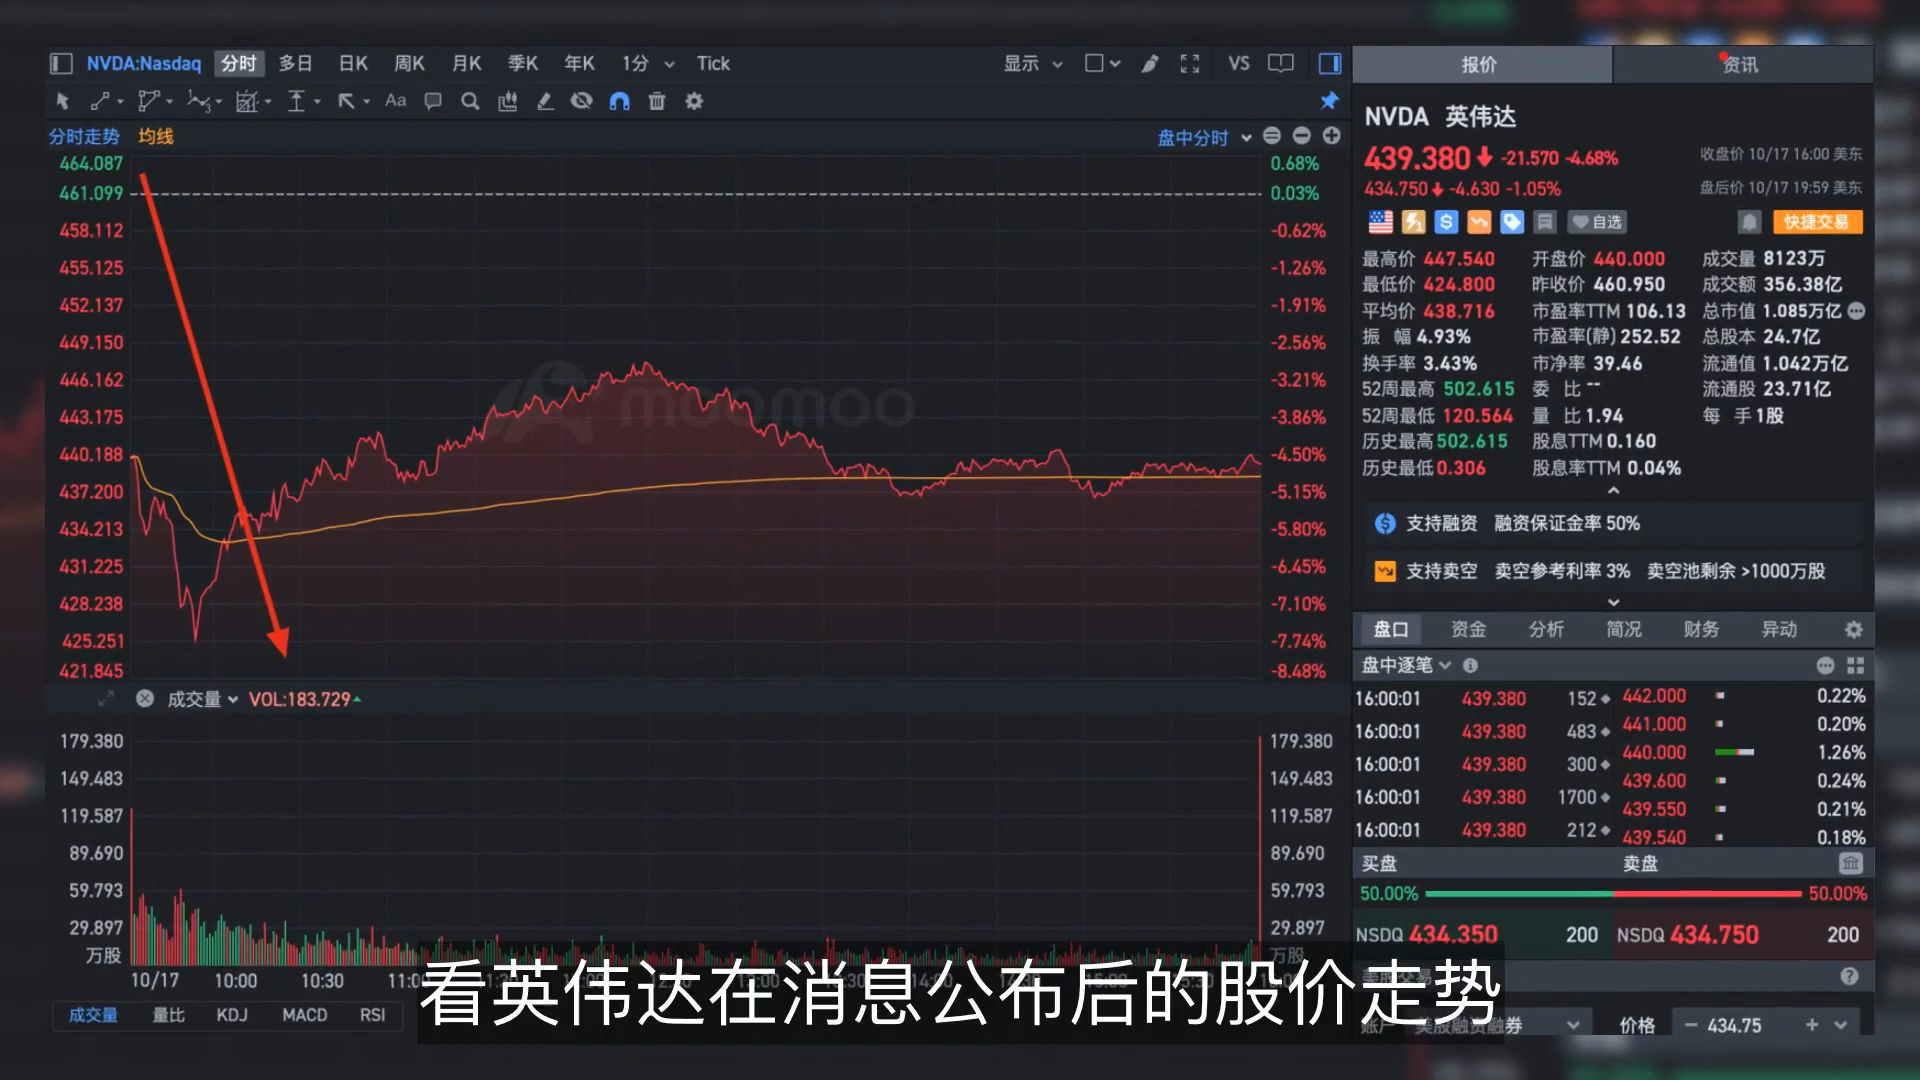 NVDA:Nasdaq 分时 多日 日K 周K 月K 季K 年K 1分 Tick 显示 VS
Aa
分时走势 均线 盘中分时
464.087 0.68%
461.099 0.03%
458.112 -0.62%
455.125 -1.26%
452.137 -1.91%
449.150 -2.56%
446.162 -3.21%
443.175 -3.86%
440.188 -4.50%
437.200 -5.15%
434.213 -5.80%
431.225 -6.45%
428.238 -7.10%
425.251 -7.74%
421.845 -8.48%
moomoo
成交量 VOL:183.729
179.380 179.380
149.483 149.483
119.587 119.587
89.690 89.690
59.793 59.793
29.897 29.897
万股 万股
10/17 10:00 10:30
成交量 量比 KDJ MACD RSI
报价 资讯
NVDA 英伟达
439.380 -21.570 -4.68% 收盘价 10/17 16:00 美东
434.750 -4.630 -1.05% 盘后价 10/17 19:59 美东
自选 快捷交易
最高价 447.540 开盘价 440.000 成交量 8123万
最低价 424.800 昨收价 460.950 成交额 356.38亿
平均价 438.716 市盈率TTM 106.13 总市值 1.085万亿
振 幅 4.93% 市盈率(静) 252.52 总股本 24.7亿
换手率 3.43% 市净率 39.46 流通值 1.042万亿
52周最高 502.615 委 比 -- 流通股 23.71亿
52周最低 120.564 量 比 1.94 每 手 1股
历史最高 502.615 股息TTM 0.160
历史最低 0.306 股息率TTM 0.04%
支持融资 融资保证金率 50%
支持卖空 卖空参考利率 3% 卖空池剩余 >1000万股
盘口 资金 分析 简况 财务 异动
盘中逐笔
16:00:01 439.380 152 442.000 0.22%
16:00:01 439.380 483 441.000 0.20%
16:00:01 439.380 300 440.000 1.26%
16:00:01 439.380 1700 439.600 0.24%
16:00:01 439.380 212 439.550 0.21%
439.540 0.18%
买盘 卖盘
50.00% 50.00%
NSDQ 434.350 200 NSDQ 434.750 200
账户 美股融资融券 价格 434.75
看英伟达在消息公布后的股价走势